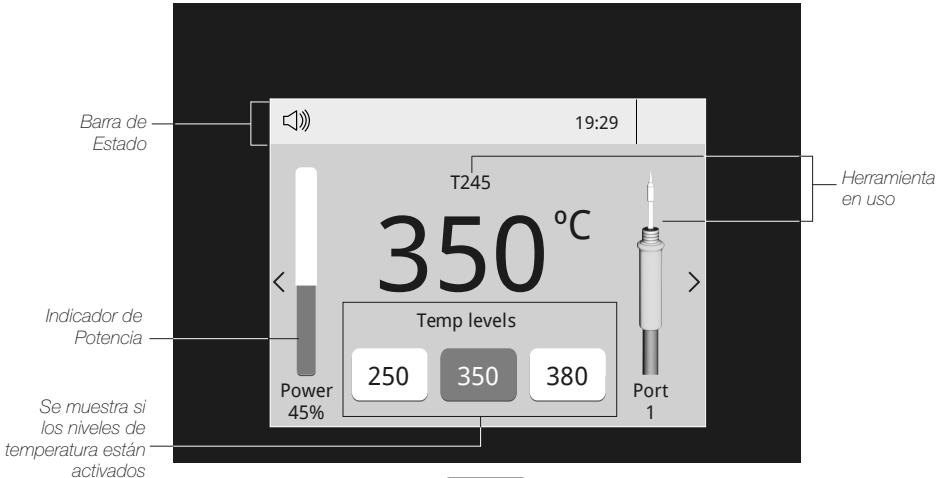 Barra de
Estado
19:29
T245
Herramienta
en uso
350ºC
Indicador de
Potencia
Temp levels
250 350 380
Power
45%
Port
1
Se muestra si
los niveles de
temperatura están
activados